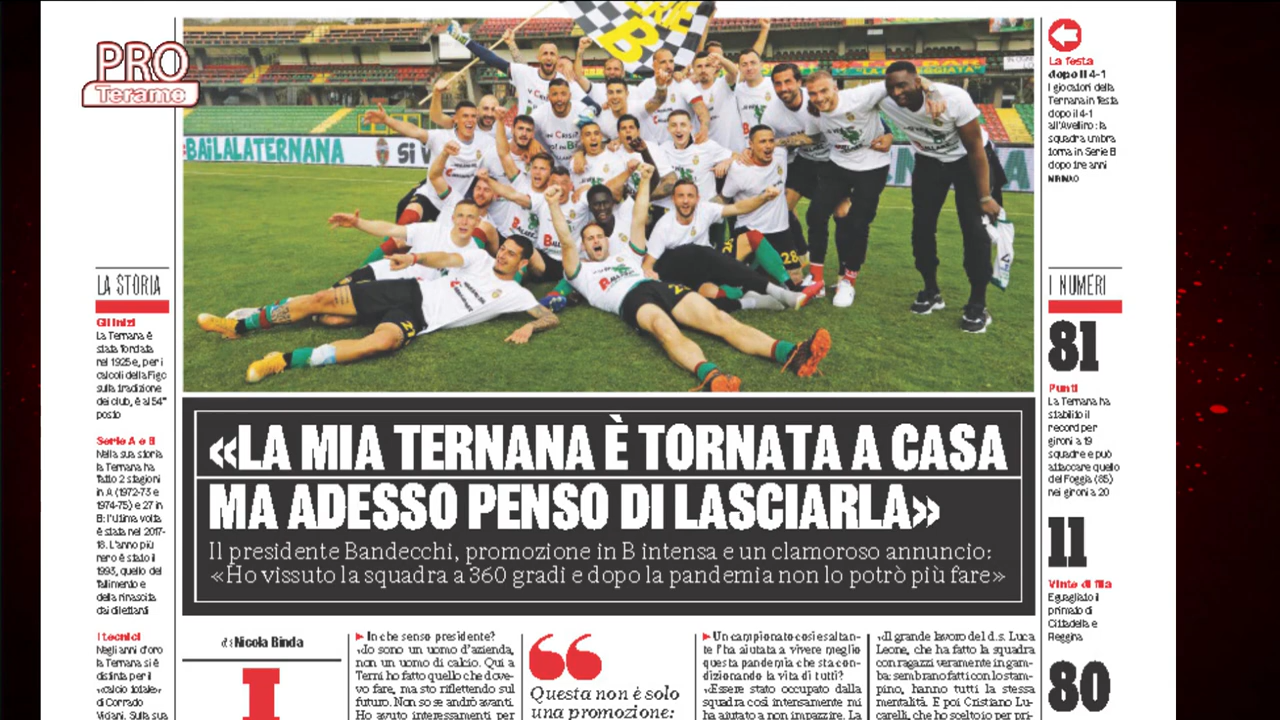 PRO
Teramo
SERIE
B
#BAILALATERNANA
SI V
LA STORIA
Gli inizi
La Ternana è
stata fondata
nel 1925 e, per i
calcoli della Figc
sulla tradizione
dei club, è al 54°
posto
Serie A e B
Nella sua storia
la Ternana ha
fatto 2 stagioni
in A (1972-73 e
1974-75) e 27 in
B: l'ultima volta
è stata nel 2017-
18. L'anno più
nero è stato il
1993, quello del
fallimento e
della rinascita
dai dilettanti
I tecnici
Negli anni d'oro
la Ternana si è
distinta per il
«calcio totale»
di Corrado
Viciani. Sulla sua
«LA MIA TERNANA È TORNATA A CASA
MA ADESSO PENSO DI LASCIARLA»
Il presidente Bandecchi, promozione in B intensa e un clamoroso annuncio:
«Ho vissuto la squadra a 360 gradi e dopo la pandemia non lo potrò più fare»
di Nicola Binda
I
In che senso presidente?
«Io sono un uomo d'azienda,
non un uomo di calcio. Qui a
Terni ho fatto quello che dove-
vo fare, ma sto riflettendo sul
futuro. Non so se andrò avanti.
Ho avuto interessamenti per
Questa non è solo
una promozione:
Un campionato così esaltan-
te l'ha aiutata a vivere meglio
questa pandemia che sta con-
dizionando la vita di tutti?
«Essere stato occupato dalla
squadra così intensamente mi
ha aiutato a non impazzire. La
«Il grande lavoro del d.s. Luca
Leone, che ha fatto la squadra
con ragazzi veramente in gam-
ba: sembrano fatti con lo stam-
pino, hanno tutti la stessa
mentalità. E poi Cristiano Lu-
carelli, che ho scelto io per pri-
La festa
dopo il 4-1
I giocatori della
Ternana in festa
dopo il 4-1
all'Avellino: la
squadra umbra
torna in Serie B
dopo tre anni
I NUMERI
81
Punti
La Ternana ha
stabilito il
record per
gironi a 19
squadre e può
attaccare quello
del Foggia (85)
nei gironi a 20
11
Vinte di fila
Eguagliato il
primato di
Cittadella e
Reggina
80